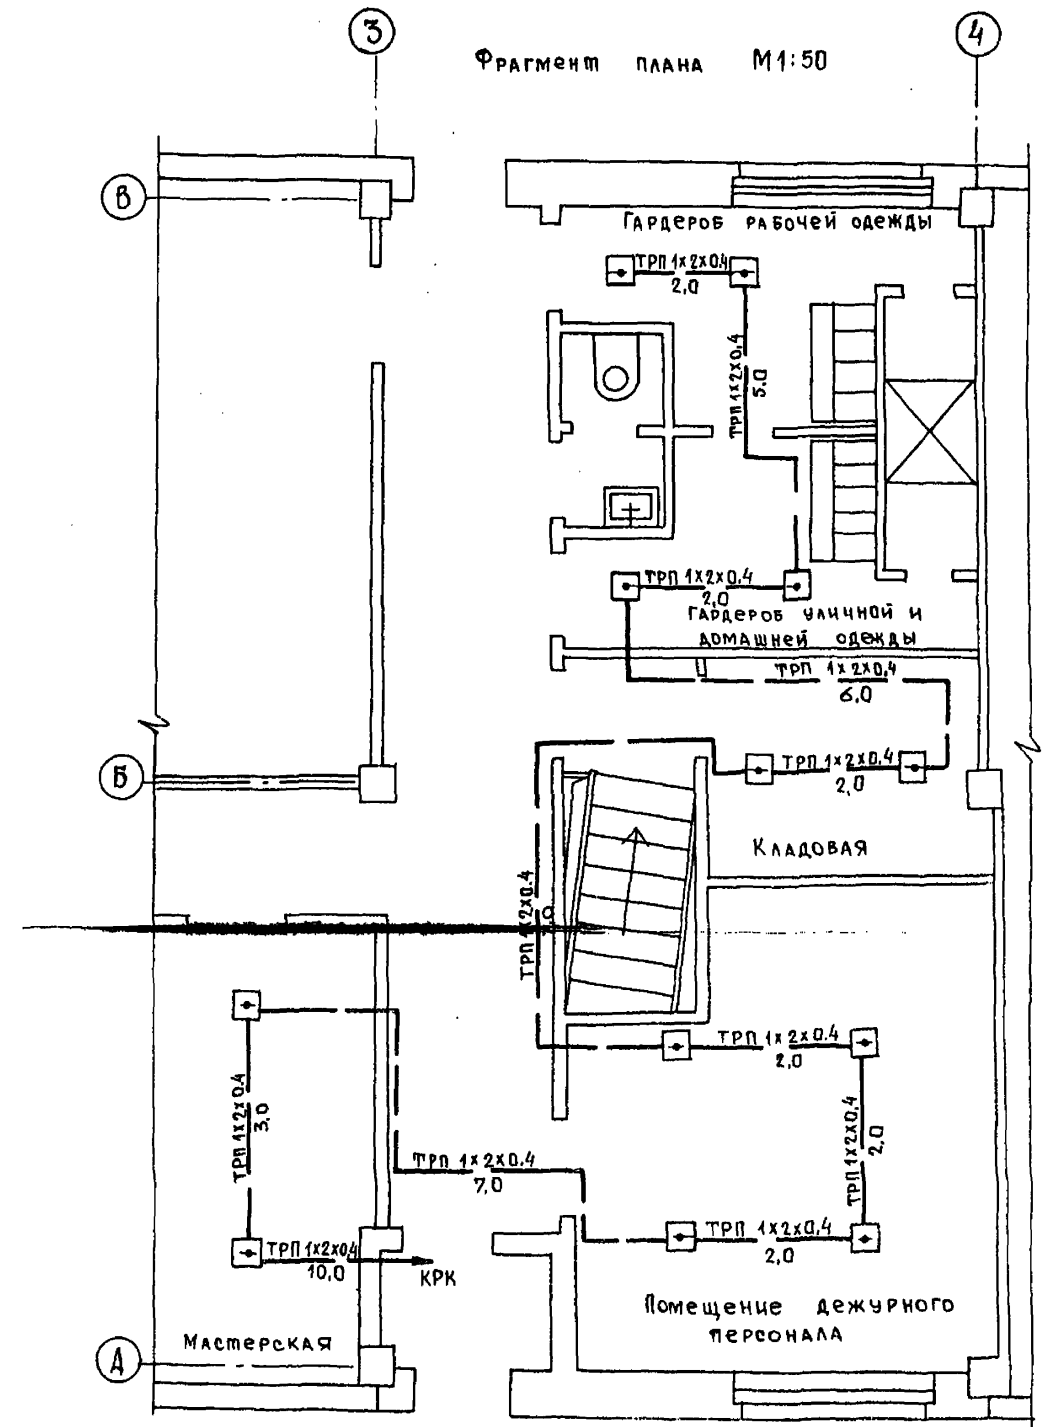 3
4
Фрагмент плана М 1:50
В
Гардероб рабочей одежды
ТРП 1х2х0.4
2,0
ТРП 1х2х0.4
5.0
ТРП 1х2х0.4
2,0
Гардероб уличной и
домашней одежды
ТРП 1х2х0,4
6,0
Б
ТРП 1х2х0.4
2,0
Кладовая
ТРП 1х2х0.4
ТРП 1х2х0.4
2,0
ТРП 1х2х0.4
3,0
ТРП 1х2х0,4
2,0
ТРП 1х2х0.4
7,0
ТРП 1х2х0,4
2,0
ТРП 1х2х0,4
10,0
КРК
Помещение дежурного
персонала
Мастерская
А